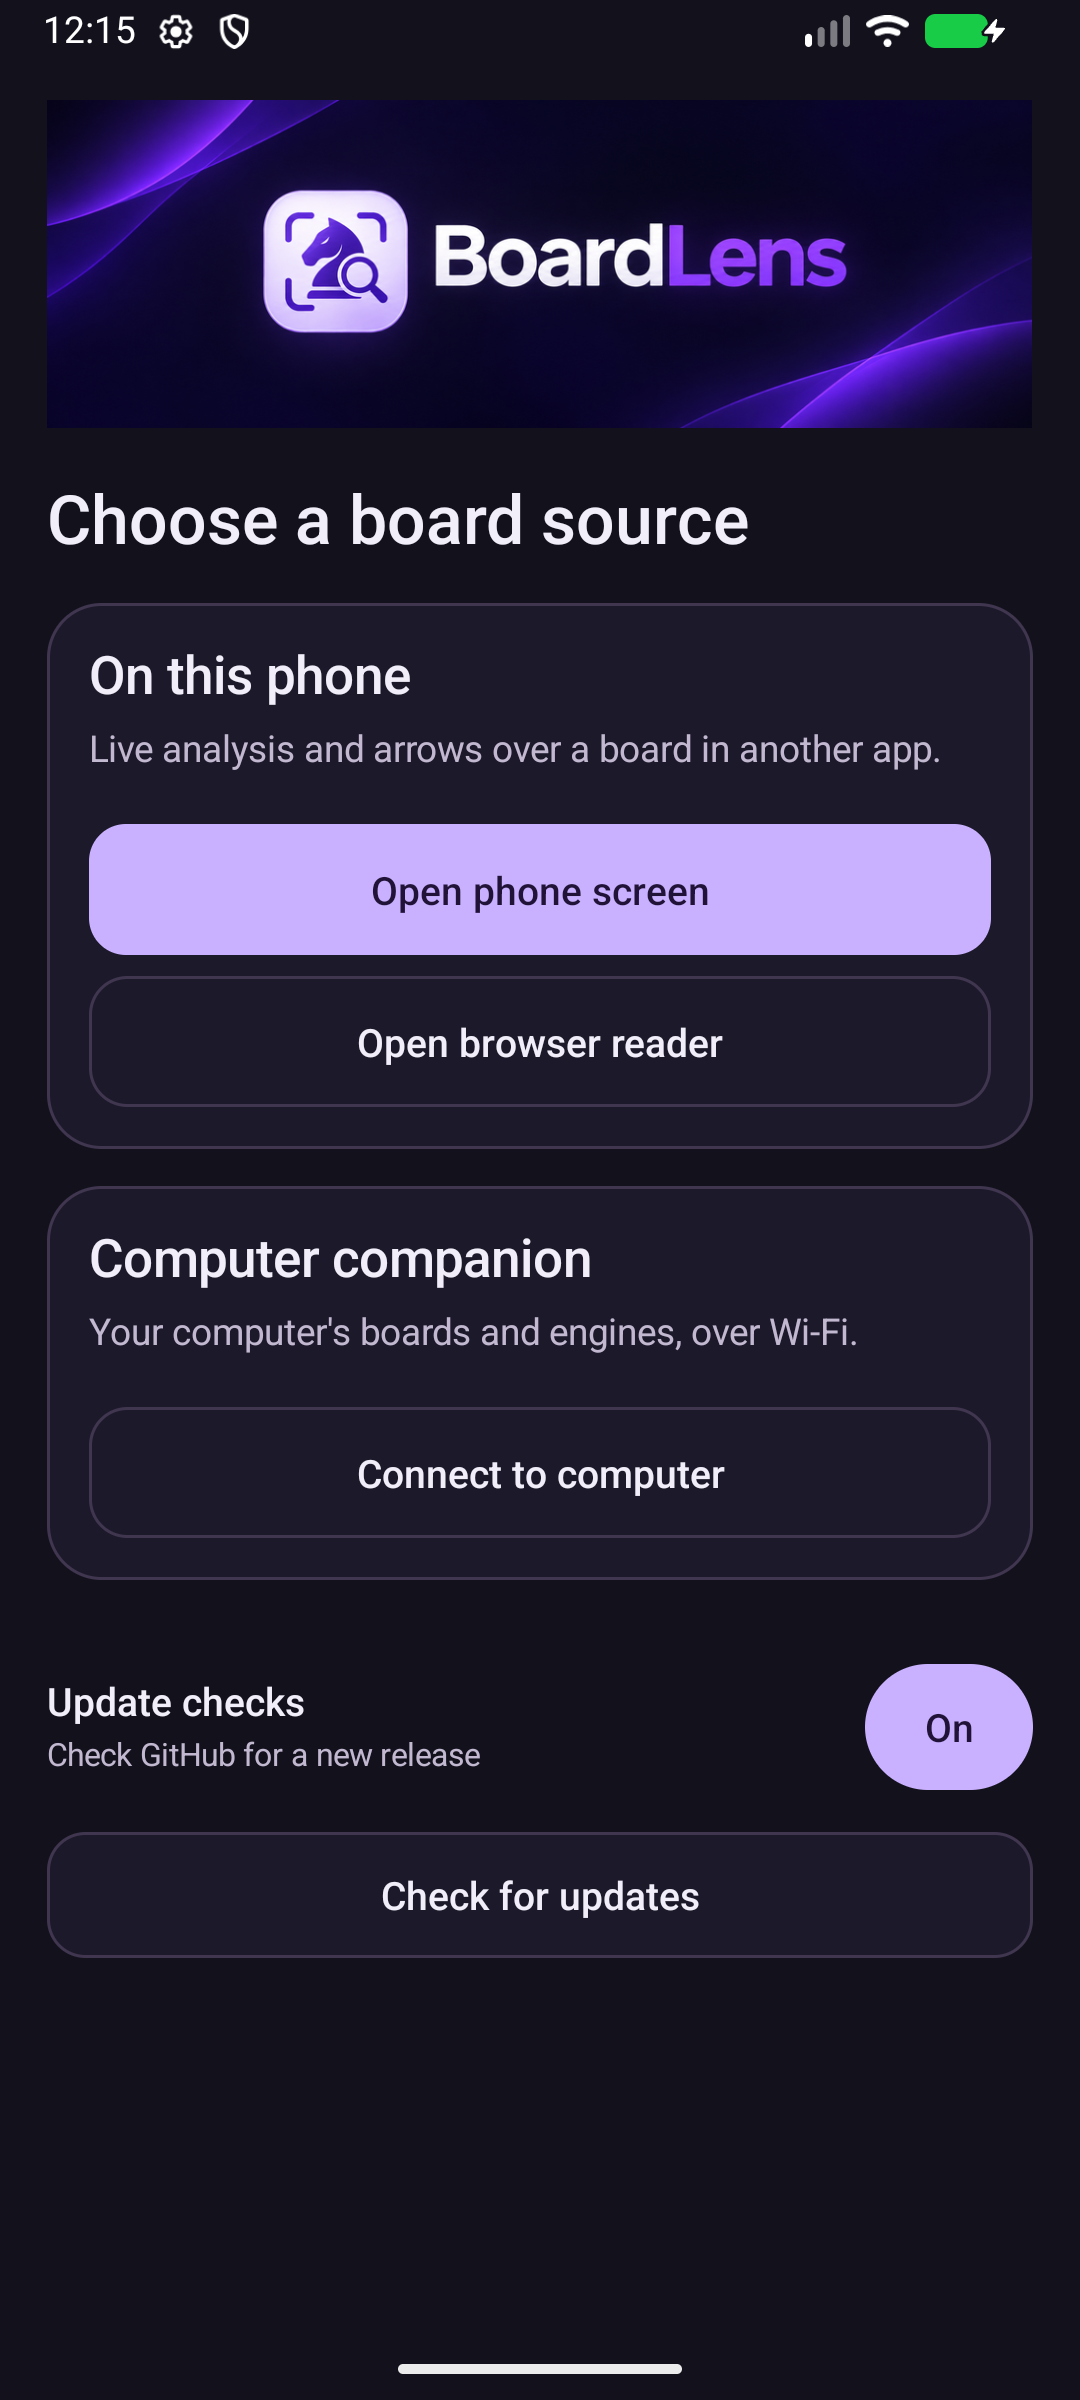 12:15
BoardLens
Choose a board source
On this phone
Live analysis and arrows over a board in another app.
Open phone screen
Open browser reader
Computer companion
Your computer's boards and engines, over Wi-Fi.
Connect to computer
Update checks
On
Check GitHub for a new release
Check for updates